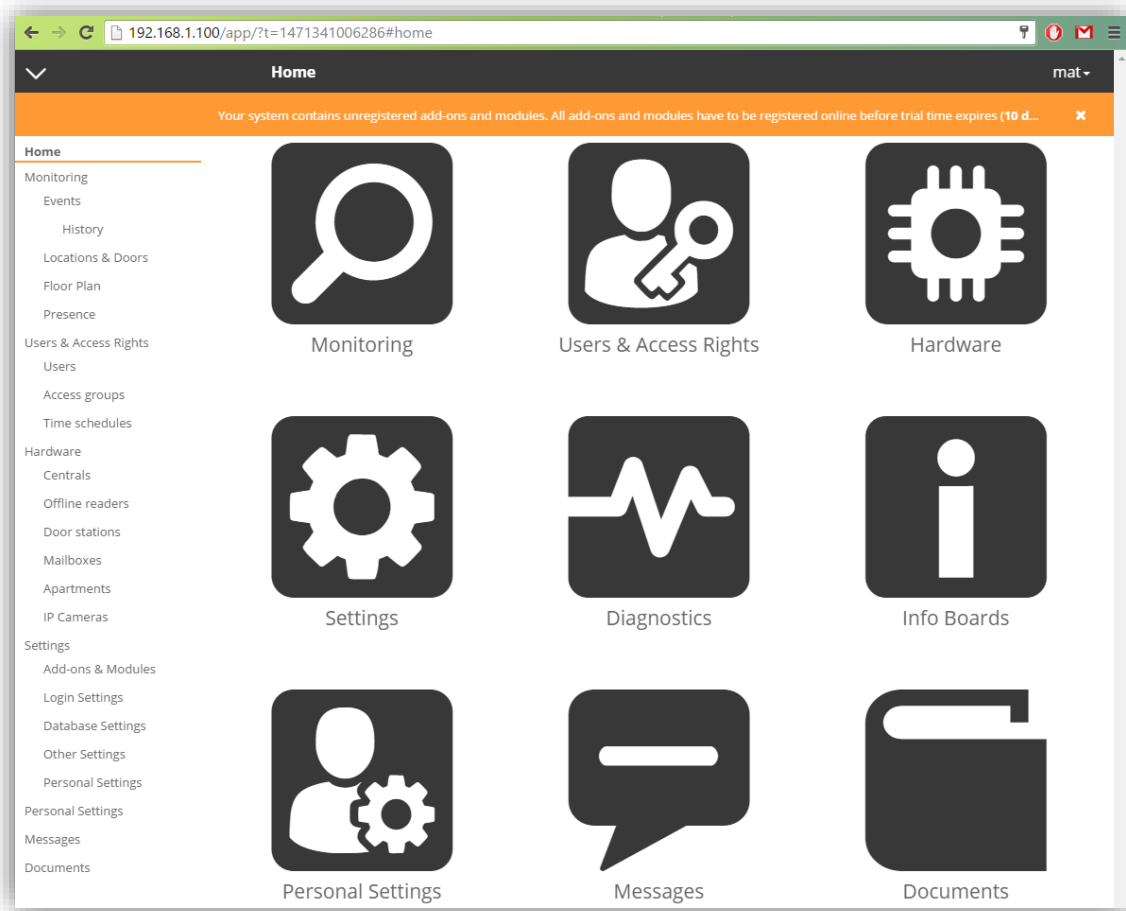 192.168.1.100/app/?t=1471341006286#home
Home
mat
Your system contains unregistered add-ons and modules. All add-ons and modules have to be registered online before trial time expires (10 d...
Home
Monitoring
Events
History
Locations & Doors
Floor Plan
Presence
Users & Access Rights
Users
Access groups
Time schedules
Hardware
Centrals
Offline readers
Door stations
Mailboxes
Apartments
IP Cameras
Settings
Add-ons & Modules
Login Settings
Database Settings
Other Settings
Personal Settings
Personal Settings
Messages
Documents
Monitoring
Users & Access Rights
Hardware
Settings
Diagnostics
Info Boards
Personal Settings
Messages
Documents